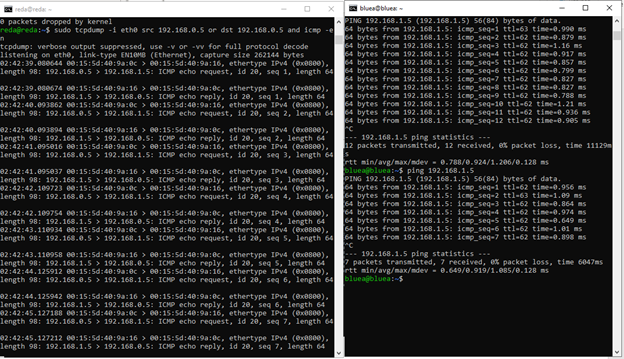 reda@reda: ~
0 packets dropped by kernel
reda@reda:~$ sudo tcpdump -i eth0 src 192.168.0.5 or dst 192.168.0.5 and icmp -e
n
tcpdump: verbose output suppressed, use -v or -vv for full protocol decode
listening on eth0, link-type EN10MB (Ethernet), capture size 262144 bytes
02:42:39.080644 00:15:5d:40:9a:0c > 00:15:5d:40:9a:16, ethertype IPv4 (0x0800),
length 98: 192.168.0.5 > 192.168.1.5: ICMP echo request, id 20, seq 1, length 64
02:42:39.080672 00:15:5d:40:9a:16 > 00:15:5d:40:9a:0c, ethertype IPv4 (0x0800),
length 98: 192.168.1.5 > 192.168.0.5: ICMP echo reply, id 20, seq 1, length 64
02:42:40.093862 00:15:5d:40:9a:0c > 00:15:5d:40:9a:16, ethertype IPv4 (0x0800),
length 98: 192.168.0.5 > 192.168.1.5: ICMP echo request, id 20, seq 2, length 64
02:42:40.093894 00:15:5d:40:9a:16 > 00:15:5d:40:9a:0c, ethertype IPv4 (0x0800),
length 98: 192.168.1.5 > 192.168.0.5: ICMP echo reply, id 20, seq 2, length 64
02:42:41.095016 00:15:5d:40:9a:0c > 00:15:5d:40:9a:16, ethertype IPv4 (0x0800),
length 98: 192.168.0.5 > 192.168.1.5: ICMP echo request, id 20, seq 3, length 64
02:42:41.095037 00:15:5d:40:9a:16 > 00:15:5d:40:9a:0c, ethertype IPv4 (0x0800),
length 98: 192.168.1.5 > 192.168.0.5: ICMP echo reply, id 20, seq 3, length 64
02:42:42.109723 00:15:5d:40:9a:0c > 00:15:5d:40:9a:16, ethertype IPv4 (0x0800),
length 98: 192.168.0.5 > 192.168.1.5: ICMP echo request, id 20, seq 4, length 64
02:42:42.109754 00:15:5d:40:9a:16 > 00:15:5d:40:9a:0c, ethertype IPv4 (0x0800),
length 98: 192.168.1.5 > 192.168.0.5: ICMP echo reply, id 20, seq 4, length 64
02:42:43.110934 00:15:5d:40:9a:0c > 00:15:5d:40:9a:16, ethertype IPv4 (0x0800),
length 98: 192.168.0.5 > 192.168.1.5: ICMP echo request, id 20, seq 5, length 64
02:42:43.110958 00:15:5d:40:9a:16 > 00:15:5d:40:9a:0c, ethertype IPv4 (0x0800),
length 98: 192.168.1.5 > 192.168.0.5: ICMP echo reply, id 20, seq 5, length 64
02:42:44.125912 00:15:5d:40:9a:0c > 00:15:5d:40:9a:16, ethertype IPv4 (0x0800),
length 98: 192.168.0.5 > 192.168.1.5: ICMP echo request, id 20, seq 6, length 64
02:42:44.125942 00:15:5d:40:9a:16 > 00:15:5d:40:9a:0c, ethertype IPv4 (0x0800),
length 98: 192.168.1.5 > 192.168.0.5: ICMP echo reply, id 20, seq 6, length 64
02:42:45.127188 00:15:5d:40:9a:0c > 00:15:5d:40:9a:16, ethertype IPv4 (0x0800),
length 98: 192.168.0.5 > 192.168.1.5: ICMP echo request, id 20, seq 7, length 64
02:42:45.127212 00:15:5d:40:9a:16 > 00:15:5d:40:9a:0c, ethertype IPv4 (0x0800),
length 98: 192.168.1.5 > 192.168.0.5: ICMP echo reply, id 20, seq 7, length 64
bluea@bluea: ~
PING 192.168.1.5 (192.168.1.5) 56(84) bytes of data.
64 bytes from 192.168.1.5: icmp_seq=1 ttl=63 time=0.990 ms
64 bytes from 192.168.1.5: icmp_seq=2 ttl=62 time=0.879 ms
64 bytes from 192.168.1.5: icmp_seq=3 ttl=62 time=1.16 ms
64 bytes from 192.168.1.5: icmp_seq=4 ttl=62 time=0.917 ms
64 bytes from 192.168.1.5: icmp_seq=5 ttl=62 time=0.857 ms
64 bytes from 192.168.1.5: icmp_seq=6 ttl=62 time=0.799 ms
64 bytes from 192.168.1.5: icmp_seq=7 ttl=62 time=0.827 ms
64 bytes from 192.168.1.5: icmp_seq=8 ttl=62 time=0.827 ms
64 bytes from 192.168.1.5: icmp_seq=9 ttl=62 time=0.788 ms
64 bytes from 192.168.1.5: icmp_seq=10 ttl=62 time=1.21 ms
64 bytes from 192.168.1.5: icmp_seq=11 ttl=62 time=0.936 ms
64 bytes from 192.168.1.5: icmp_seq=12 ttl=62 time=0.905 ms
^C
--- 192.168.1.5 ping statistics ---
12 packets transmitted, 12 received, 0% packet loss, time 11129m
s
rtt min/avg/max/mdev = 0.788/0.924/1.206/0.128 ms
bluea@bluea:~$ ping 192.168.1.5
PING 192.168.1.5 (192.168.1.5) 56(84) bytes of data.
64 bytes from 192.168.1.5: icmp_seq=1 ttl=62 time=0.956 ms
64 bytes from 192.168.1.5: icmp_seq=2 ttl=63 time=1.09 ms
64 bytes from 192.168.1.5: icmp_seq=3 ttl=62 time=0.864 ms
64 bytes from 192.168.1.5: icmp_seq=4 ttl=62 time=0.974 ms
64 bytes from 192.168.1.5: icmp_seq=5 ttl=62 time=0.649 ms
64 bytes from 192.168.1.5: icmp_seq=6 ttl=62 time=1.01 ms
64 bytes from 192.168.1.5: icmp_seq=7 ttl=62 time=0.898 ms
^C
--- 192.168.1.5 ping statistics ---
7 packets transmitted, 7 received, 0% packet loss, time 6047ms
rtt min/avg/max/mdev = 0.649/0.919/1.085/0.128 ms
bluea@bluea:~$